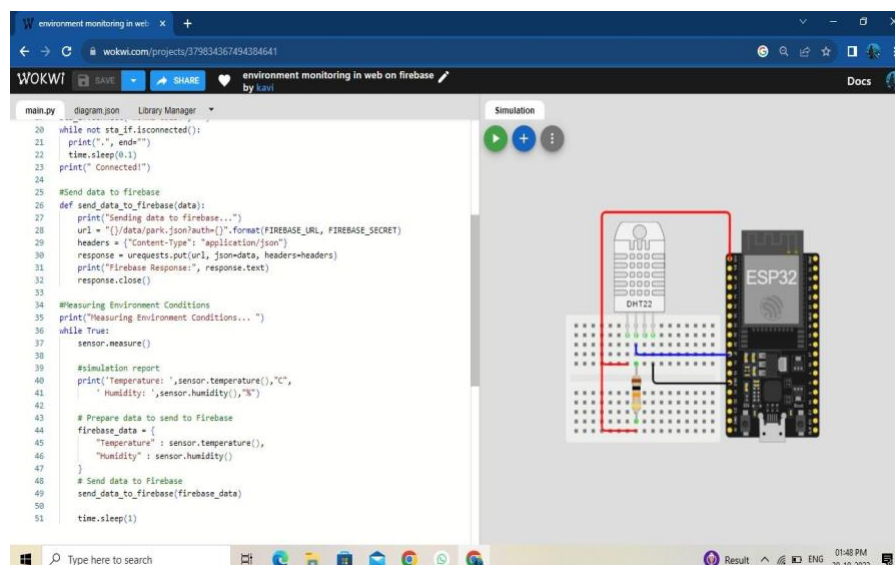 environment monitoring in web
wokwi.com/projects/379834367494384641
WOKWI SAVE SHARE environment monitoring in web on firebase
by kavi
Docs
main.py diagram.json Library Manager
Simulation
20 while not sta_if.isconnected():
21 print(".", end="")
22 time.sleep(0.1)
23 print(" Connected!")
24
25 #Send data to firebase
26 def send_data_to_firebase(data):
27 print("Sending data to firebase...")
28 url = "{}/data/park.json?auth={}".format(FIREBASE_URL, FIREBASE_SECRET)
29 headers = {"Content-Type": "application/json"}
30 response = urequests.put(url, json=data, headers=headers)
31 print("Firebase Response:", response.text)
32 response.close()
33
34 #Measuring Environment Conditions
35 print("Measuring Environment Conditions... ")
36 while True:
37 sensor.measure()
38
39 #simulation report
40 print('Temperature: ',sensor.temperature(),"C",
41 ' Humidity: ',sensor.humidity(),"%")
42
43 # Prepare data to send to Firebase
44 firebase_data = {
45 "Temperature" : sensor.temperature(),
46 "Humidity" : sensor.humidity()
47 }
48 # Send data to Firebase
49 send_data_to_firebase(firebase_data)
50
51 time.sleep(1)
DHT22
ESP32
Type here to search
Result
ENG
01:48 PM